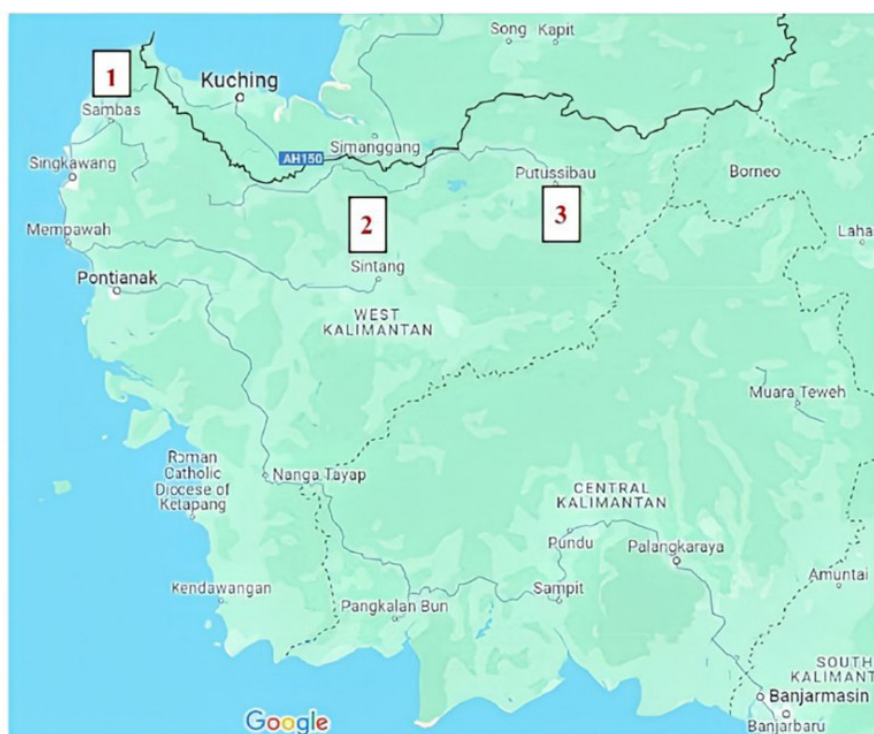 Song
Kapit
1
Kuching
Sambas
Simanggang
AH150
Singkawang
Putussibau
Borneo
2
3
Mempawah
Laha
Sintang
Pontianak
WEST
KALIMANTAN
Muara Teweh
Roman
Catholic
Diocese of
Ketapang
Nanga Tayap
CENTRAL
KALIMANTAN
Pundu
Palangkaraya
Kendawangan
Sampit
Amuntai
Pangkalan Bun
SOUTH
KALIMANT
Banjarmasin
Google
Banjarbaru